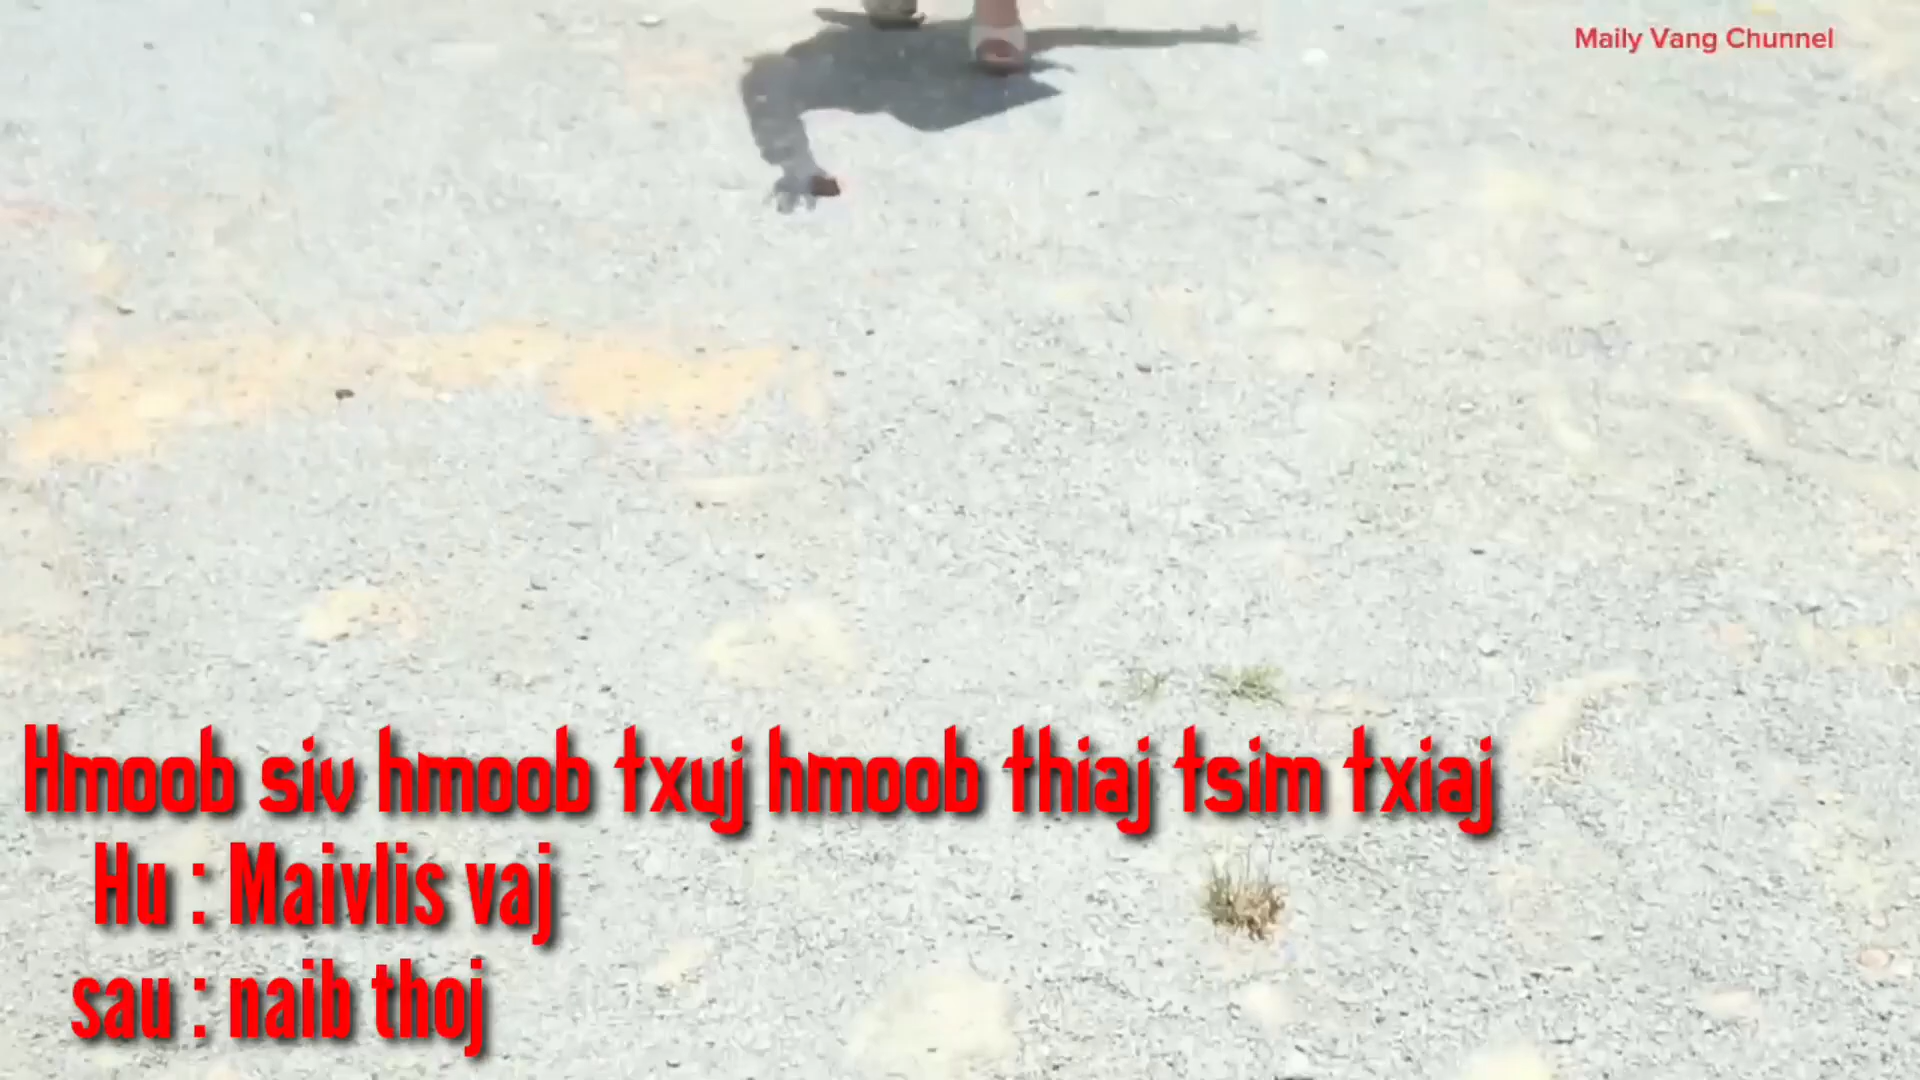 Maily Vang Chunnel
Hmoob siv hmoob txuj hmoob thiaj tsim txiaj
Hu : Maivlis vaj
sau : naib thoj